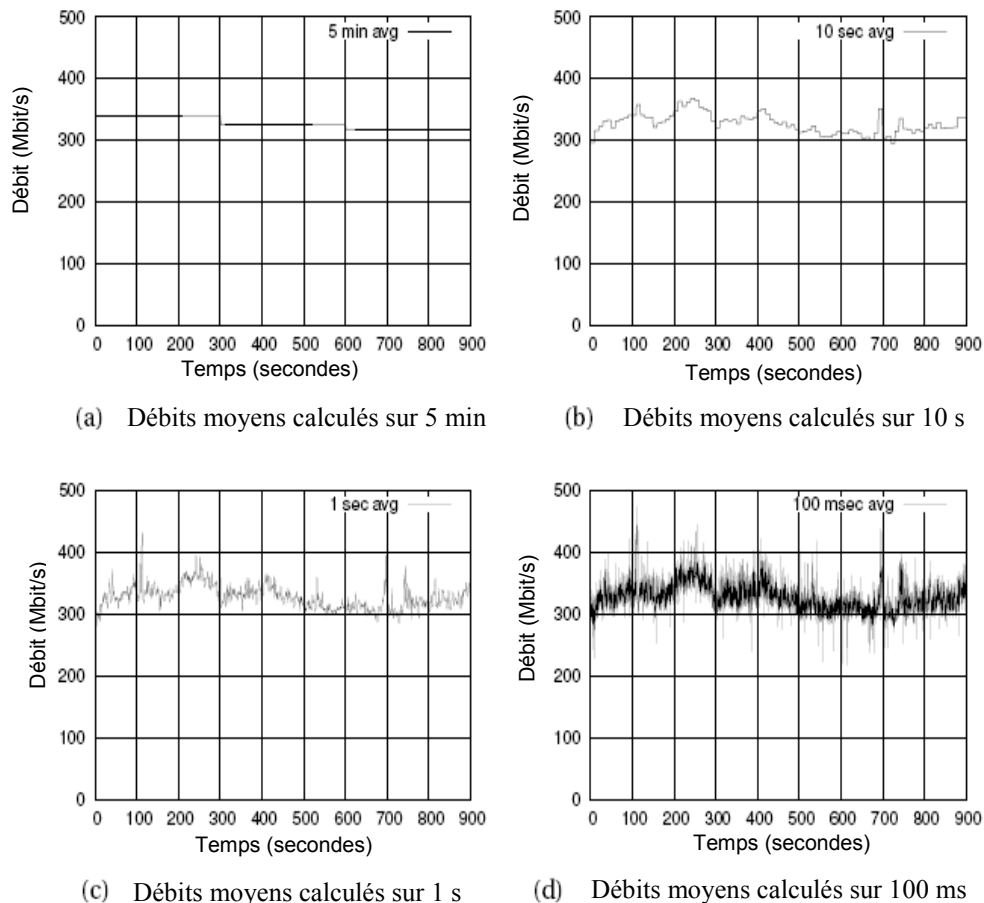 500
400
300
200
100
0
Débit (Mbit/s)
5 min avg
0 100 200 300 400 500 600 700 800 900
Temps (secondes)
(a) Débits moyens calculés sur 5 min
500
400
300
200
100
0
Débit (Mbit/s)
10 sec avg
0 100 200 300 400 500 600 700 800 900
Temps (secondes)
(b) Débits moyens calculés sur 10 s
500
400
300
200
100
0
Débit (Mbit/s)
1 sec avg
0 100 200 300 400 500 600 700 800 900
Temps (secondes)
(c) Débits moyens calculés sur 1 s
500
400
300
200
100
0
Débit (Mbit/s)
100 msec avg
0 100 200 300 400 500 600 700 800 900
Temps (secondes)
(d) Débits moyens calculés sur 100 ms